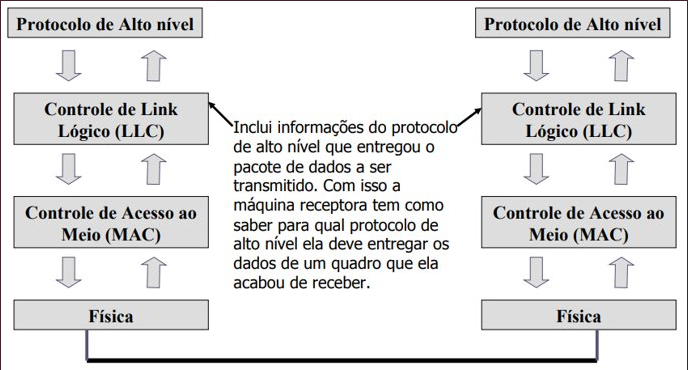 Protocolo de Alto nível
Controle de Link
Lógico (LLC)
Controle de Acesso ao
Meio (MAC)
Física
Inclui informações do protocolo
de alto nível que entregou o
pacote de dados a ser
transmitido. Com isso a
máquina receptora tem como
saber para qual protocolo de
alto nível ela deve entregar os
dados de um quadro que ela
acabou de receber.
Protocolo de Alto nível
Controle de Link
Lógico (LLC)
Controle de Acesso ao
Meio (MAC)
Física